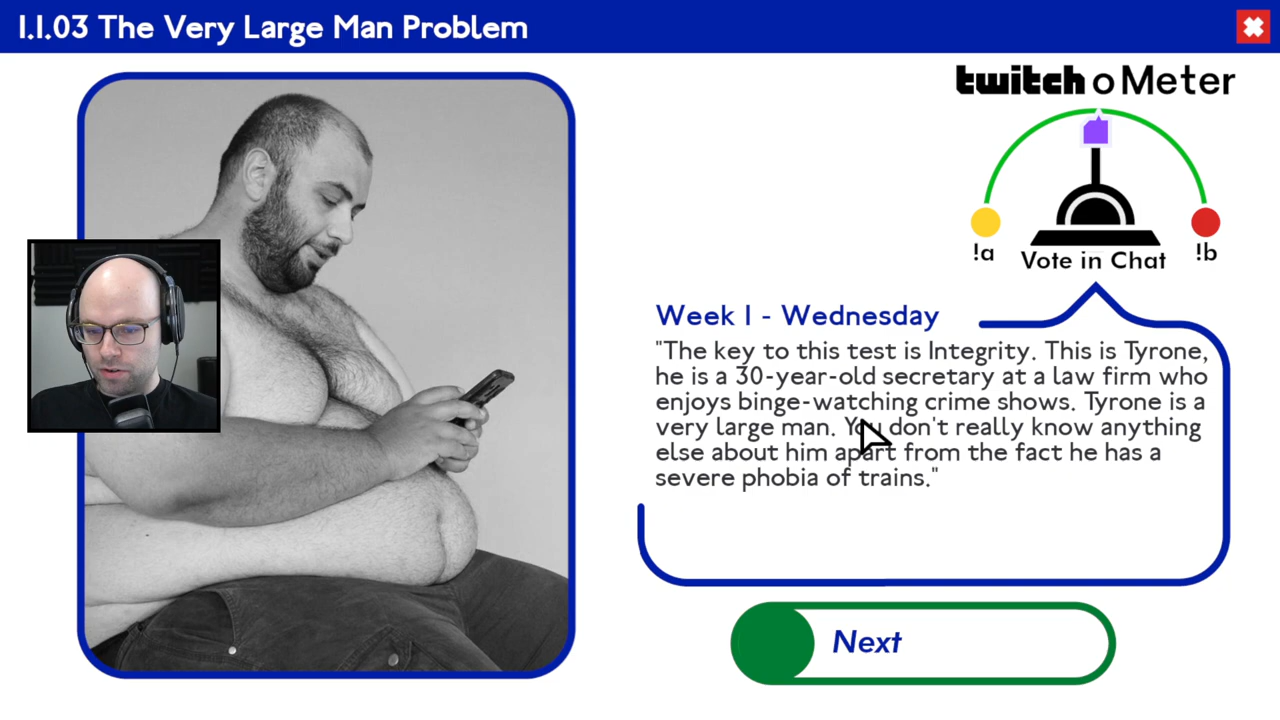 1.1.03 The Very Large Man Problem
twitch o Meter
!a
Vote in Chat
!b
Week 1 - Wednesday
"The key to this test is Integrity. This is Tyrone,
he is a 30-year-old secretary at a law firm who
enjoys binge-watching crime shows. Tyrone is a
very large man. You don't really know anything
else about him apart from the fact he has a
severe phobia of trains."
Next